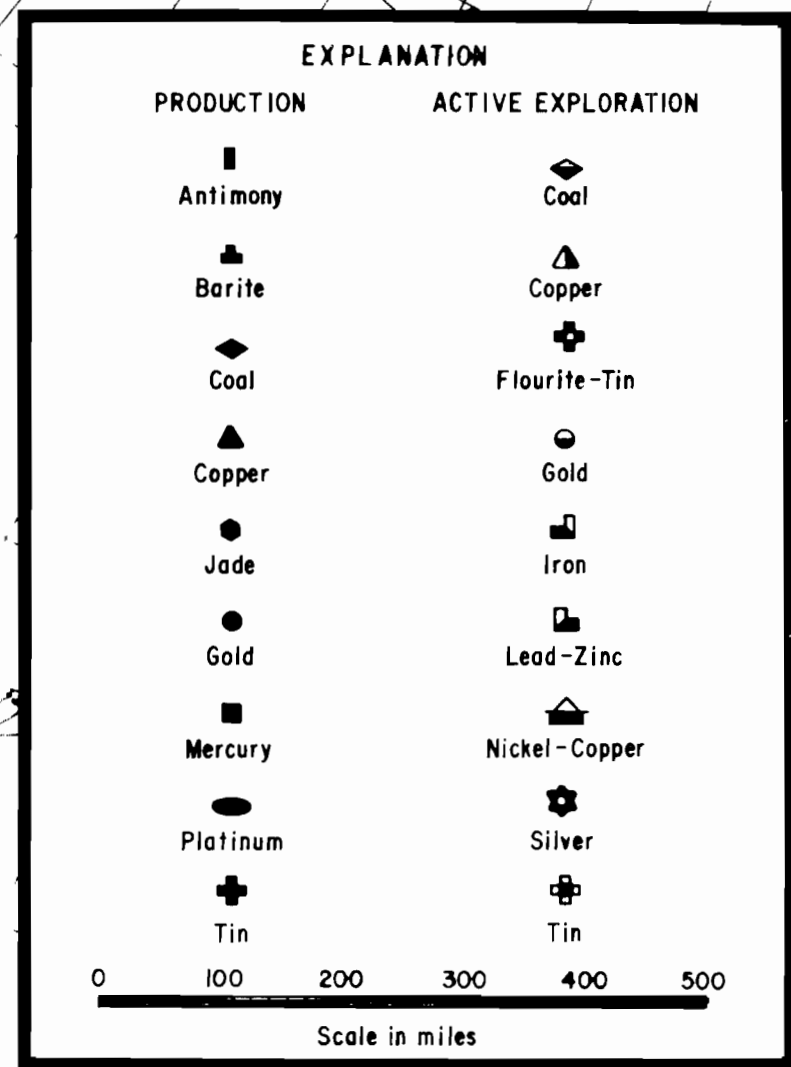 EXPLANATION
PRODUCTION ACTIVE EXPLORATION
Antimony Coal
Barite Copper
Coal Flourite-Tin
Copper Gold
Jade Iron
Gold Lead-Zinc
Mercury Nickel-Copper
Platinum Silver
Tin Tin
0 100 200 300 400 500
Scale in miles